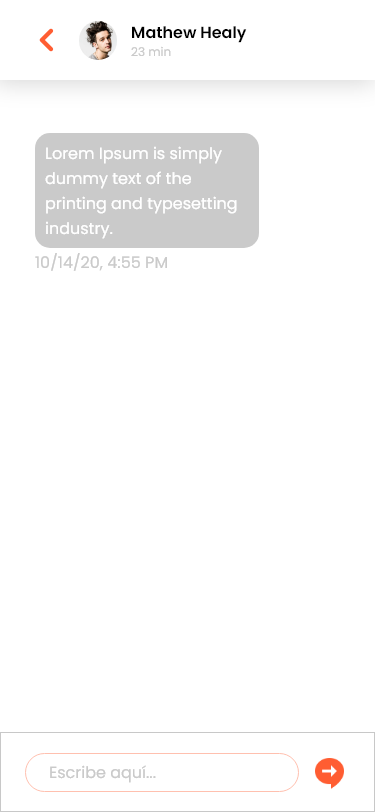 Mathew Healy
23 min
Lorem Ipsum is simply
dummy text of the
printing and typesetting
industry.
10/14/20, 4:55 PM
Escribe aquí...